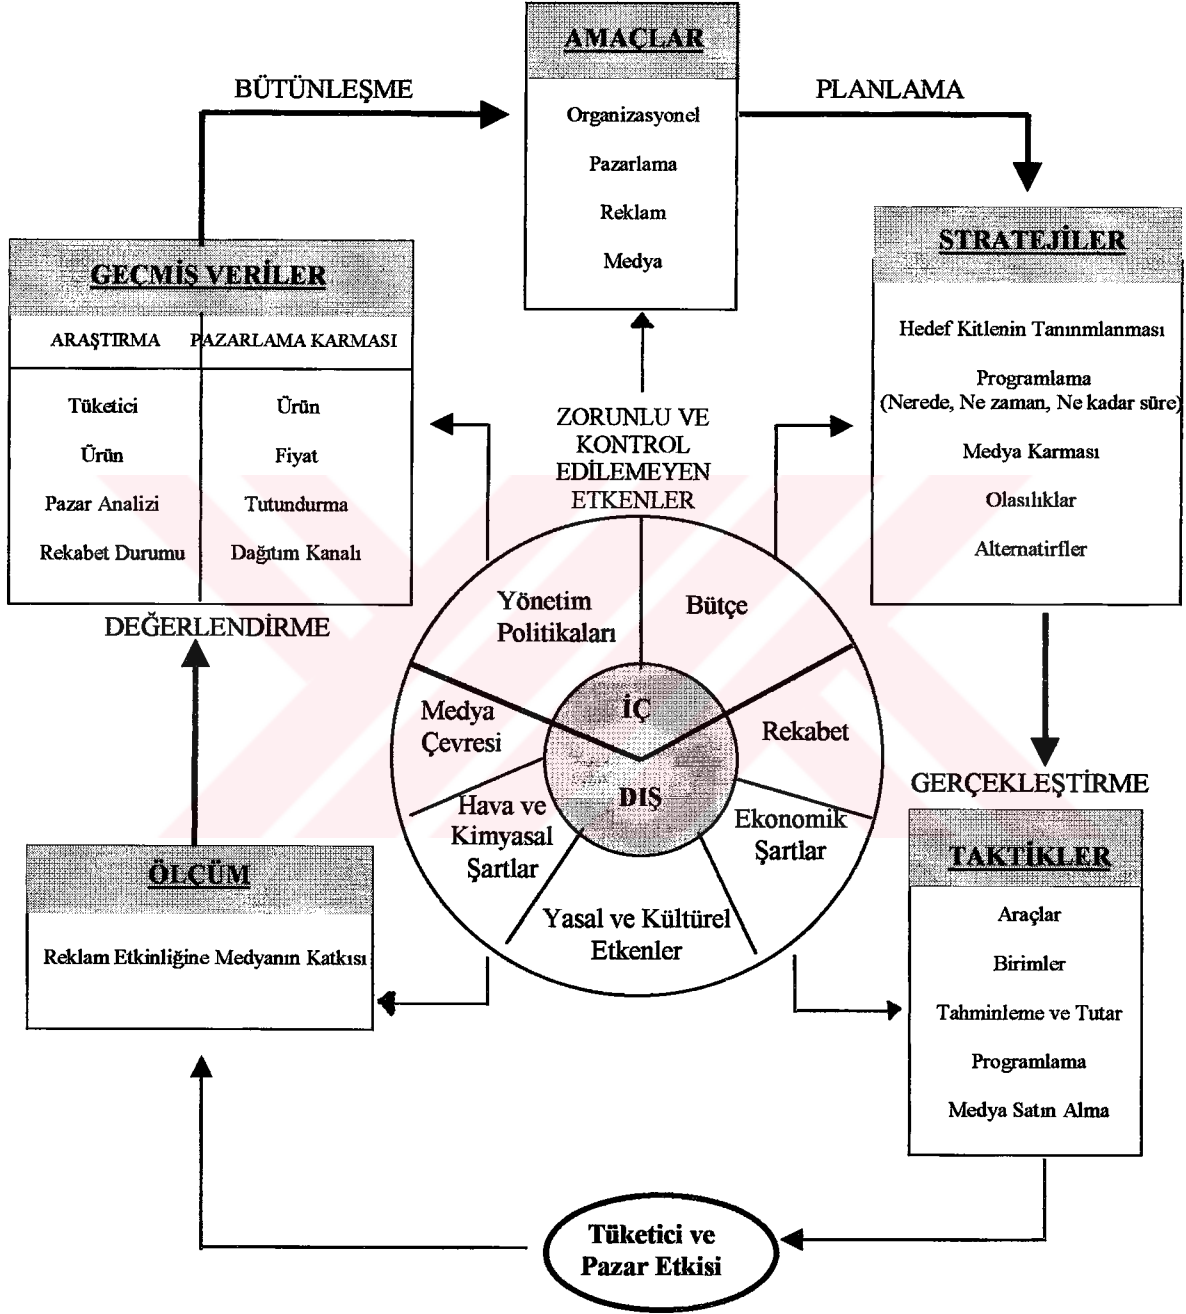 AMAÇLAR
Organizasyonel
Pazarlama
Reklam
Medya
BÜTÜNLEŞME
PLANLAMA
GEÇMİŞ VERİLER
ARAŞTIRMA
PAZARLAMA KARMASI
Tüketici
Ürün
Ürün
Fiyat
Pazar Analizi
Tutundurma
Rekabet Durumu
Dağıtım Kanalı
STRATEJİLER
Hedef Kitlenin Tanınmlanması
Programlama
(Nerede, Ne zaman, Ne kadar süre)
Medya Karması
Olasılıklar
Alternatirfler
ZORUNLU VE
KONTROL
EDİLEMEYEN
ETKENLER
Yönetim
Politikaları
Bütçe
İÇ
Medya
Çevresi
Rekabet
DIŞ
Hava ve
Kimyasal
Şartlar
Ekonomik
Şartlar
Yasal ve Kültürel
Etkenler
DEĞERLENDİRME
GERÇEKLEŞTİRME
ÖLÇÜM
Reklam Etkinliğine Medyanın Katkısı
TAKTİKLER
Araçlar
Birimler
Tahminleme ve Tutar
Programlama
Medya Satın Alma
Tüketici ve
Pazar Etkisi